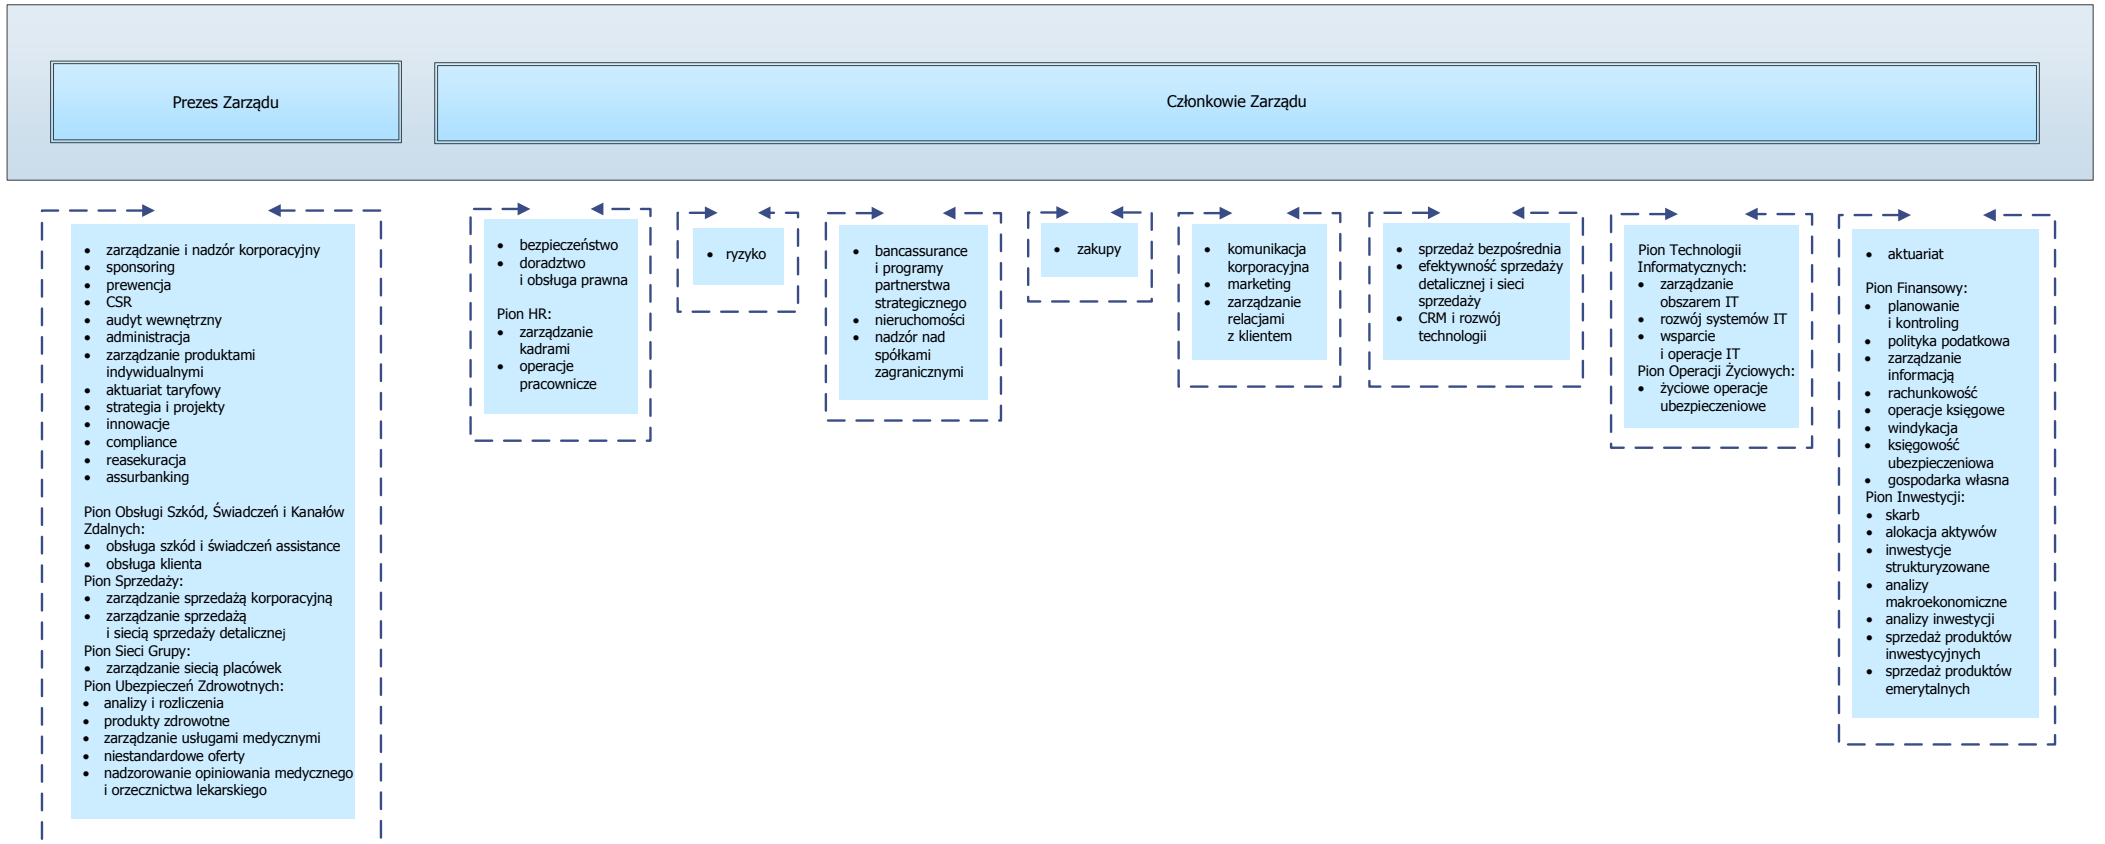 Prezes Zarządu
Członkowie Zarządu
• zarządzanie i nadzór korporacyjny
• sponsoring
• prewencja
• CSR
• audyt wewnętrzny
• administracja
• zarządzanie produktami
indywidualnymi
• aktuariat taryfowy
• strategia i projekty
• innowacje
• compliance
• reasekuracja
• assurbanking
Pion Obsługi Szkód, Świadczeń i Kanałów
Zdalnych:
• obsługa szkód i świadczeń assistance
• obsługa klienta
Pion Sprzedaży:
• zarządzanie sprzedażą korporacyjną
• zarządzanie sprzedażą
i siecią sprzedaży detalicznej
Pion Sieci Grupy:
• zarządzanie siecią placówek
Pion Ubezpieczeń Zdrowotnych:
• analizy i rozliczenia
• produkty zdrowotne
• zarządzanie usługami medycznymi
• niestandardowe oferty
• nadzorowanie opiniowania medycznego
i orzecznictwa lekarskiego
• bezpieczeństwo
• doradztwo
i obsługa prawna
Pion HR:
• zarządzanie
kadrami
• operacje
pracownicze
• ryzyko
• bancassurance
i programy
partnerstwa
strategicznego
• nieruchomości
• nadzór nad
spółkami
zagranicznymi
• zakupy
• komunikacja
korporacyjna
• marketing
• zarządzanie
relacjami
z klientem
• sprzedaż bezpośrednia
• efektywność sprzedaży
detalicznej i sieci
sprzedaży
• CRM i rozwój
technologii
Pion Technologii
Informatycznych:
• zarządzanie
obszarem IT
• rozwój systemów IT
• wsparcie
i operacje IT
Pion Operacji Życiowych:
• życiowe operacje
ubezpieczeniowe
• aktuariat
Pion Finansowy:
• planowanie
i kontroling
• polityka podatkowa
• zarządzanie
informacją
• rachunkowość
• operacje księgowe
• windykacja
• księgowość
ubezpieczeniowa
• gospodarka własna
Pion Inwestycji:
• skarb
• alokacja aktywów
• inwestycje
strukturyzowane
• analizy
makroekonomiczne
• analizy inwestycji
• sprzedaż produktów
inwestycyjnych
• sprzedaż produktów
emerytalnych